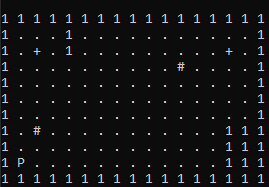 1 1 1 1 1 1 1 1 1 1 1 1 1 1 1 1 1
1 . . . 1 . . . . . . . . . . . 1
1 . + . 1 . . . . . . . . . + . 1
1 . . . . . . . . . . # . . . . 1
1 . . . . . . . . . . . . . . . 1
1 . . . . . . . . . . . . . . . 1
1 . . . . . . . . . . . . . . . 1
1 . # . . . . . . . . . . . 1 1 1
1 . . . . . . . . . . . . . 1 1 1
1 P . . . . . . . . . . . . 1 1 1
1 1 1 1 1 1 1 1 1 1 1 1 1 1 1 1 1